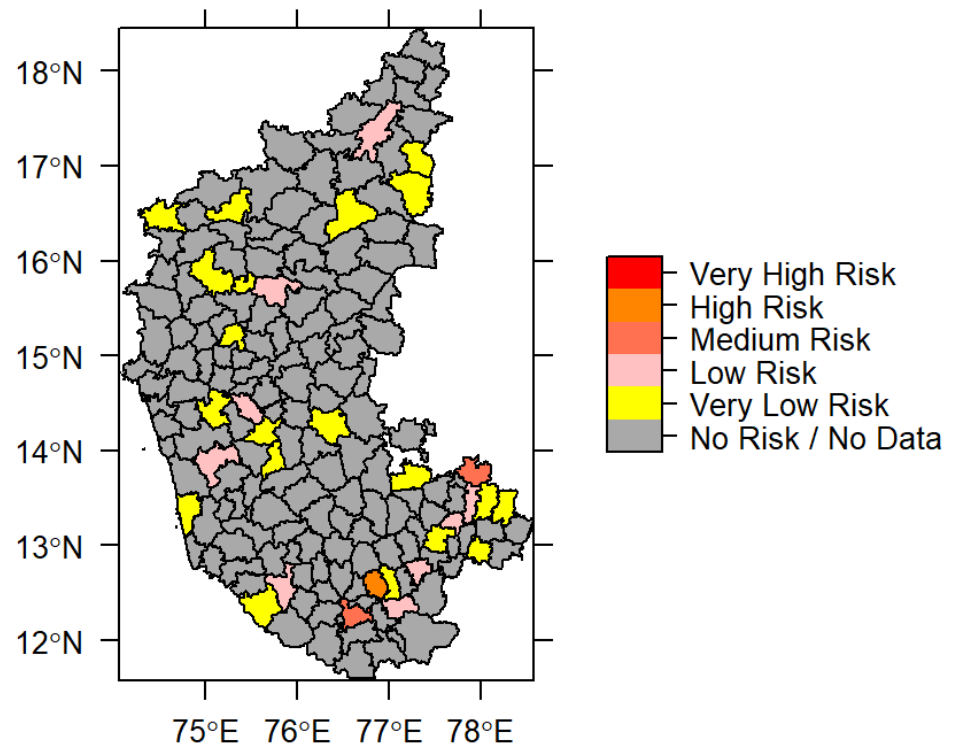 18°N
17°N
16°N
15°N
14°N
13°N
12°N
75°E 76°E 77°E 78°E
Very High Risk
High Risk
Medium Risk
Low Risk
Very Low Risk
No Risk / No Data